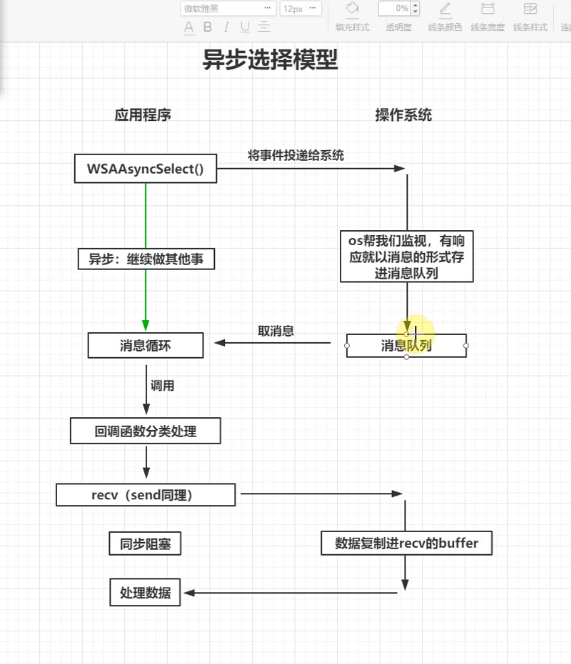 微软雅黑
12px
0%
A B I U
填充样式
透明度
线条颜色
线条宽度
线条样式
异步选择模型
应用程序
操作系统
WSAAsyncSelect()
将事件投递给系统
异步：继续做其他事
os帮我们监视，有响
应就以消息的形式存
进消息队列
消息循环
取消息
消息队列
调用
回调函数分类处理
recv（send同理）
同步阻塞
数据复制进recv的buffer
处理数据